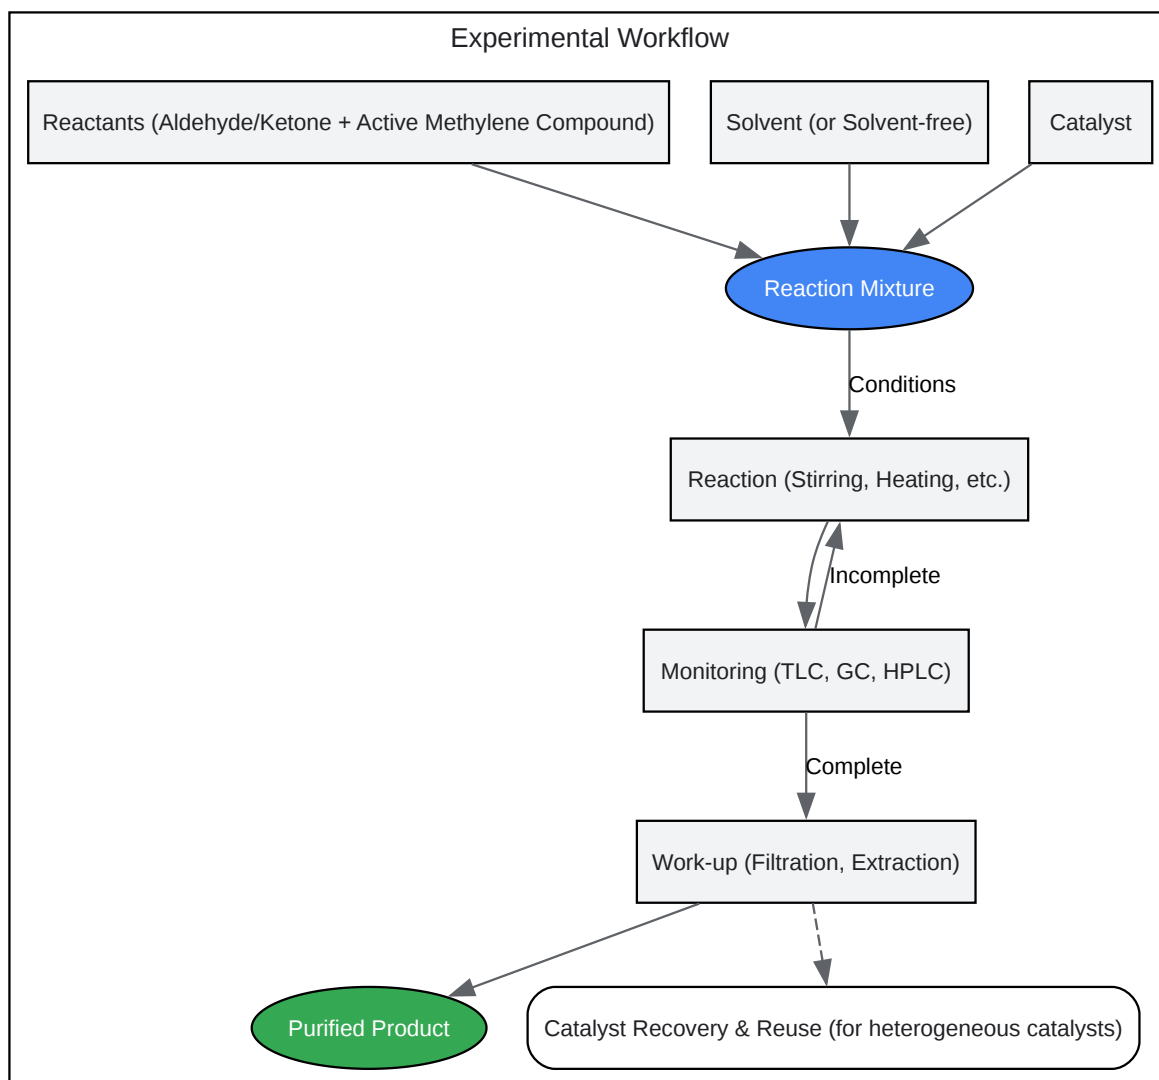 Experimental Workflow
Reactants (Aldehyde/Ketone + Active Methylene Compound)
Solvent (or Solvent-free)
Catalyst
Reaction Mixture
Conditions
Reaction (Stirring, Heating, etc.)
Incomplete
Monitoring (TLC, GC, HPLC)
Complete
Work-up (Filtration, Extraction)
Purified Product
Catalyst Recovery & Reuse (for heterogeneous catalysts)